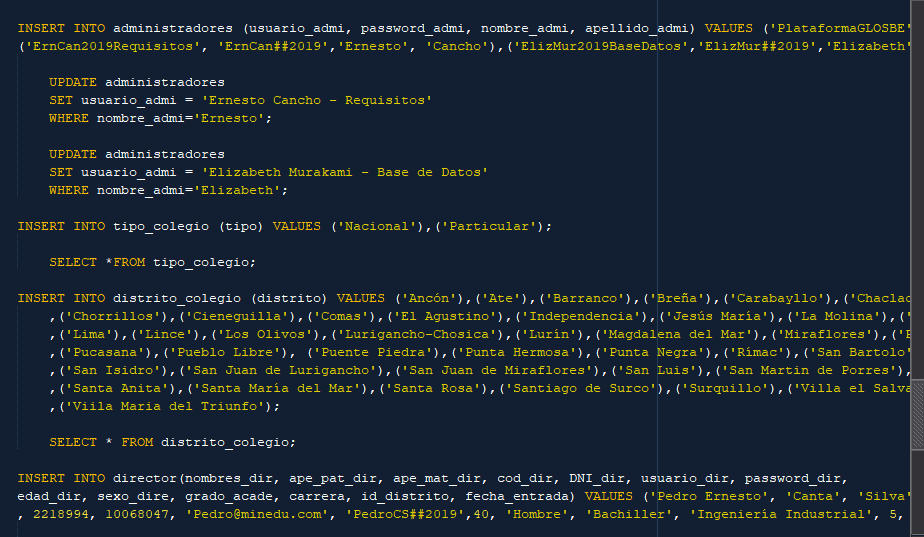 INSERT INTO administradores (usuario_admi, password_admi, nombre_admi, apellido_admi) VALUES ('PlataformaGLOSBE'
('ErnCan2019Requisitos', 'ErnCan##2019','Ernesto', 'Cancho'),('ElizMur2019BaseDatos','ElizMur##2019','Elizabeth'
UPDATE administradores
SET usuario_admi = 'Ernesto Cancho - Requisitos'
WHERE nombre_admi='Ernesto';
UPDATE administradores
SET usuario_admi = 'Elizabeth Murakami - Base de Datos'
WHERE nombre_admi='Elizabeth';
INSERT INTO tipo_colegio (tipo) VALUES ('Nacional'),('Particular');
SELECT *FROM tipo_colegio;
INSERT INTO distrito_colegio (distrito) VALUES ('Ancón'),('Ate'),('Barranco'),('Breña'),('Carabayllo'),('Chaclac
,('Chorrillos'),('Cieneguilla'),('Comas'),('El Agustino'),('Independencia'),('Jesús María'),('La Molina'),('
,('Lima'),('Lince'),('Los Olivos'),('Lurigancho-Chosica'),('Lurín'),('Magdalena del Mar'),('Miraflores'),('P
,('Pucasana'),('Pueblo Libre'), ('Puente Piedra'),('Punta Hermosa'),('Punta Negra'),('Rímac'),('San Bartolo'
,('San Isidro'),('San Juan de Lurigancho'),('San Juan de Miraflores'),('San Luis'),('San Martin de Porres'),
,('Santa Anita'),('Santa María del Mar'),('Santa Rosa'),('Santiago de Surco'),('Surquillo'),('Villa el Salva
,('Viila Maria del Triunfo');
SELECT * FROM distrito_colegio;
INSERT INTO director(nombres_dir, ape_pat_dir, ape_mat_dir, cod_dir, DNI_dir, usuario_dir, password_dir,
edad_dir, sexo_dire, grado_acade, carrera, id_distrito, fecha_entrada) VALUES ('Pedro Ernesto', 'Canta', 'Silva'
, 2218994, 10068047, 'Pedro@minedu.com', 'PedroCS##2019',40, 'Hombre', 'Bachiller', 'Ingeniería Industrial', 5,